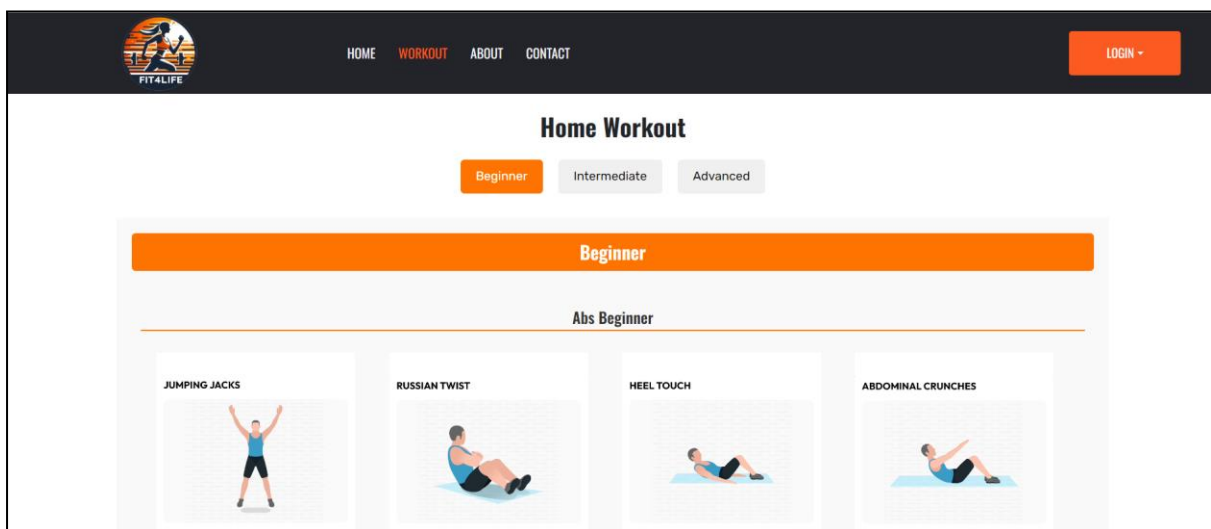 FIT4LIFE
HOME WORKOUT ABOUT CONTACT
LOGIN
Home Workout
Beginner Intermediate Advanced
Beginner
Abs Beginner
JUMPING JACKS RUSSIAN TWIST HEEL TOUCH ABDOMINAL CRUNCHES